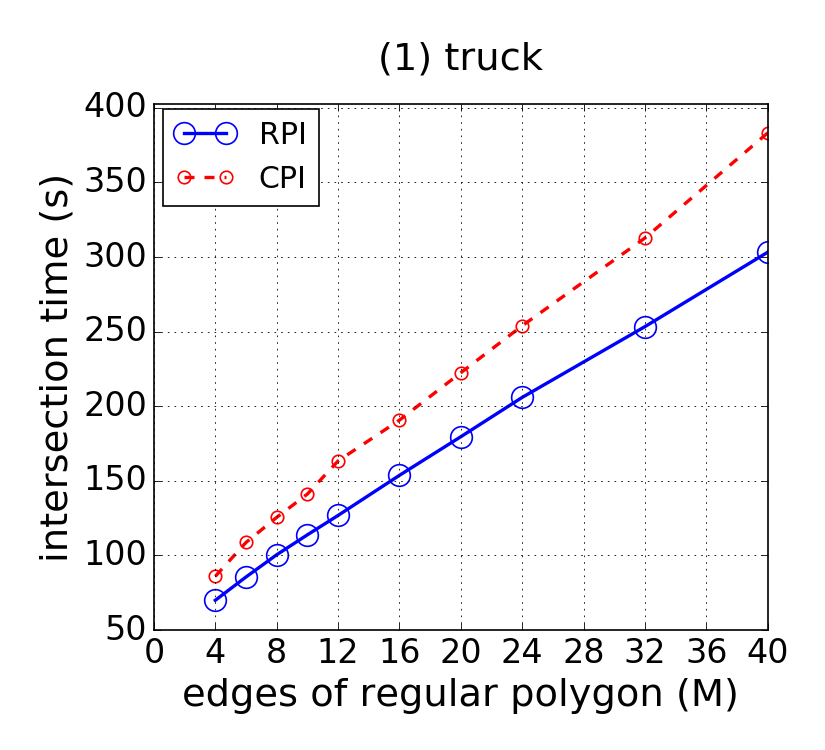 (1) truck
RPI
CPI
intersection time (s)
400
350
300
250
200
150
100
50
0 4 8 12 16 20 24 28 32 36 40
edges of regular polygon (M)